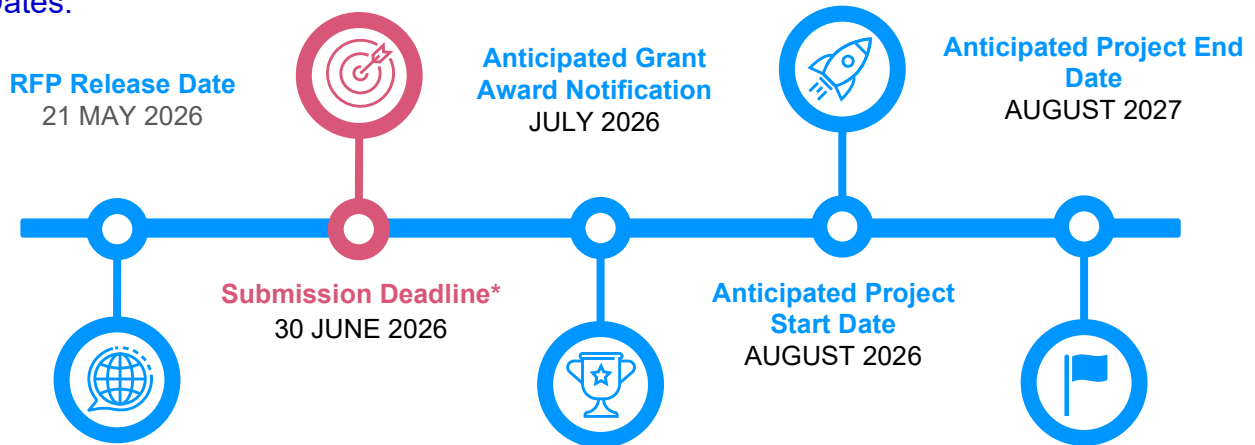 Dates:
RFP Release Date
21 MAY 2026
Submission Deadline*
30 JUNE 2026
Anticipated Grant
Award Notification
JULY 2026
Anticipated Project
Start Date
AUGUST 2026
Anticipated Project End
Date
AUGUST 2027